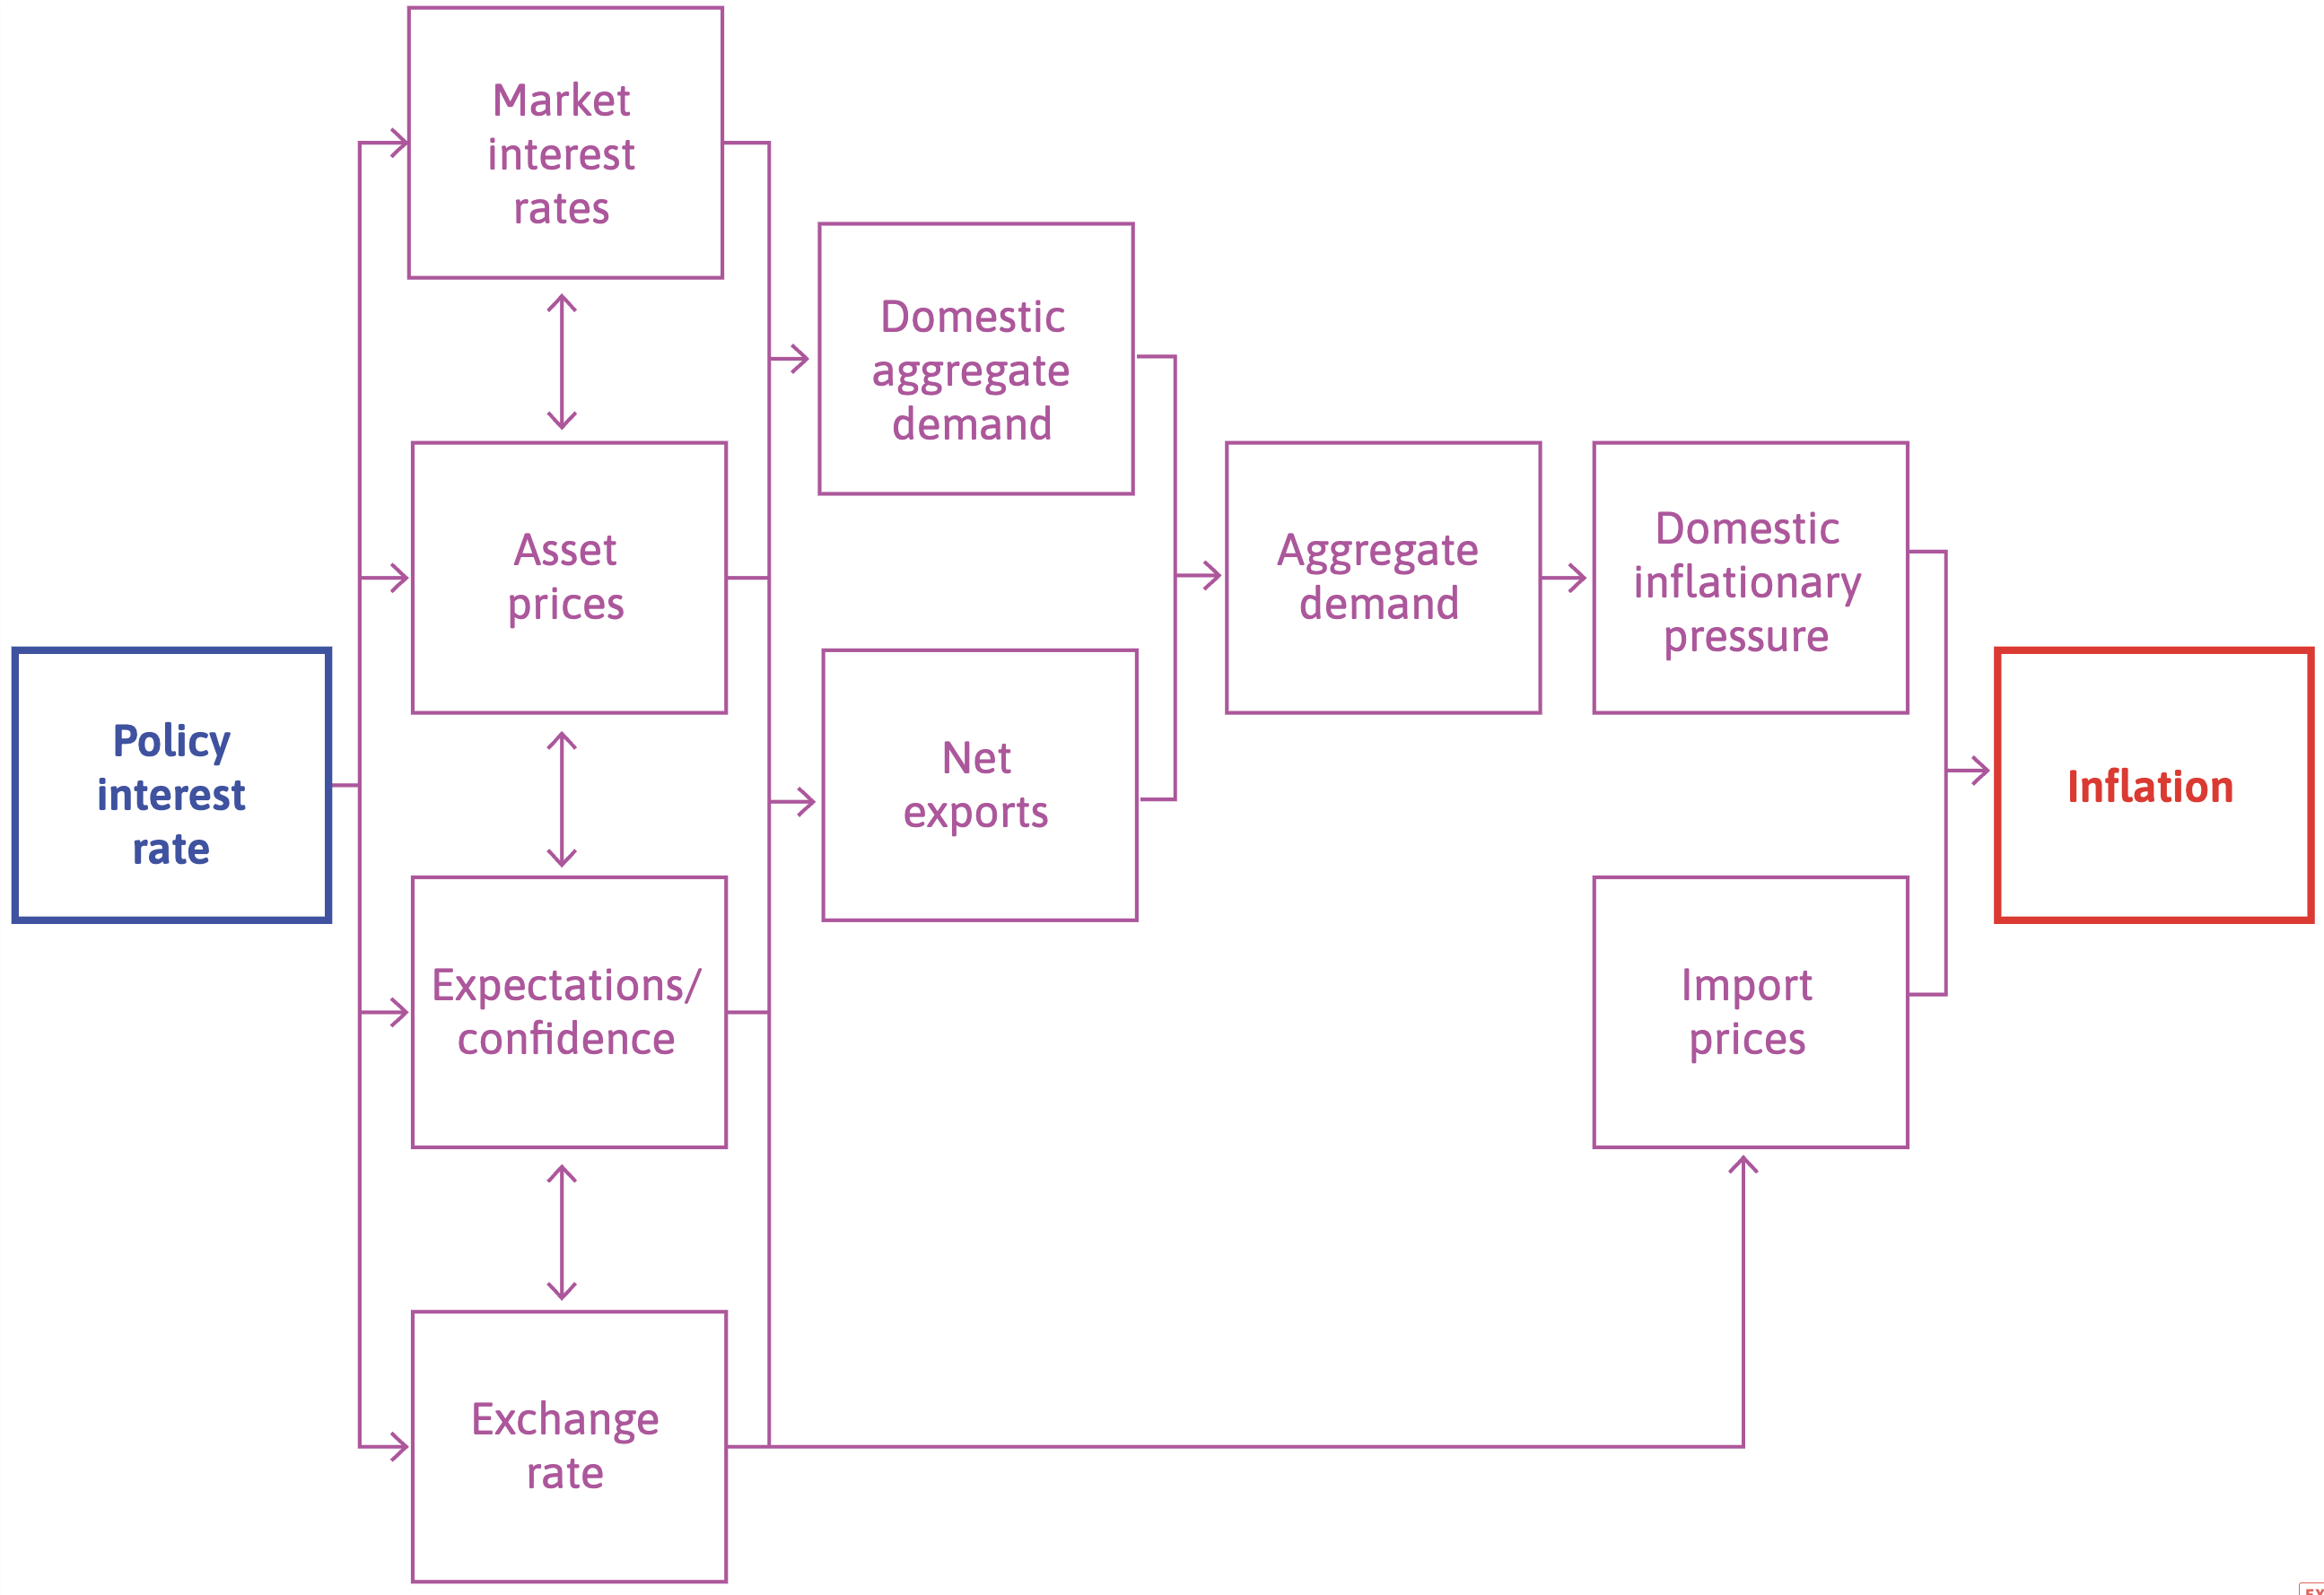 Market
interest
rates
Domestic
aggregate
demand
Asset
prices
Aggregate
demand
Domestic
inflationary
pressure
Policy
interest
rate
Net
exports
Inflation
Expectations/
confidence
Import
prices
Exchange
rate